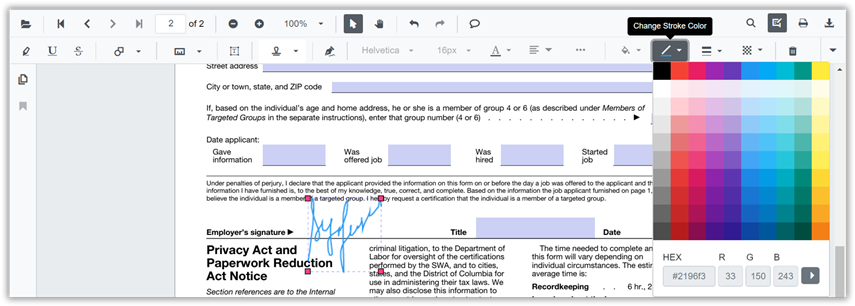 2 of 2
100%
Change Stroke Color
Helvetica
16px
Street address
City or town, state, and ZIP code
If, based on the individual's age and home address, he or she is a member of group 4 or 6 (as described under Members of
Targeted Groups in the separate instructions), enter that group number (4 or 6) . . . . . . . . . . . . . ▶
Date applicant:
Gave information
Was offered job
Was hired
Started job
Under penalties of perjury, I declare that the applicant provided the information on this form on or before the day a job was offered to the applicant and th
information I have furnished is, to the best of my knowledge, true, correct, and complete. Based on the information the job applicant furnished on page 1,
believe the individual is a member of a targeted group. I hereby request a certification that the individual is a member of a targeted group.
Employer's signature ▶
Title
Date
Privacy Act and
Paperwork Reduction
Act Notice
Section references are to the Internal
criminal litigation, to the Department of
Labor for oversight of the certifications
performed by the SWA, and to cities,
states, and the District of Columbia for
use in administering their tax laws. We
may also disclose this information to
The time needed to complete an
this form will vary depending on
individual circumstances. The estim
average time is:
Recordkeeping . . 6 hr., 2
HEX R G B
#2196f3 33 150 243